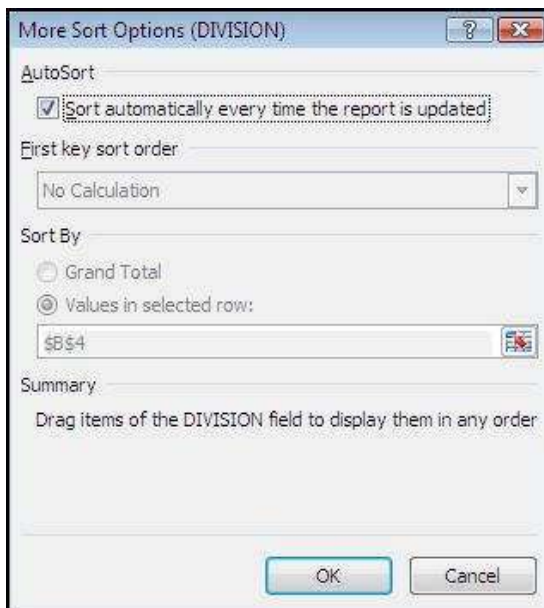 More Sort Options (DIVISION)
AutoSort
Sort automatically every time the report is updated
First key sort order
No Calculation
Sort By
Grand Total
Values in selected row:
$B$4
Summary
Drag items of the DIVISION field to display them in any order
OK
Cancel